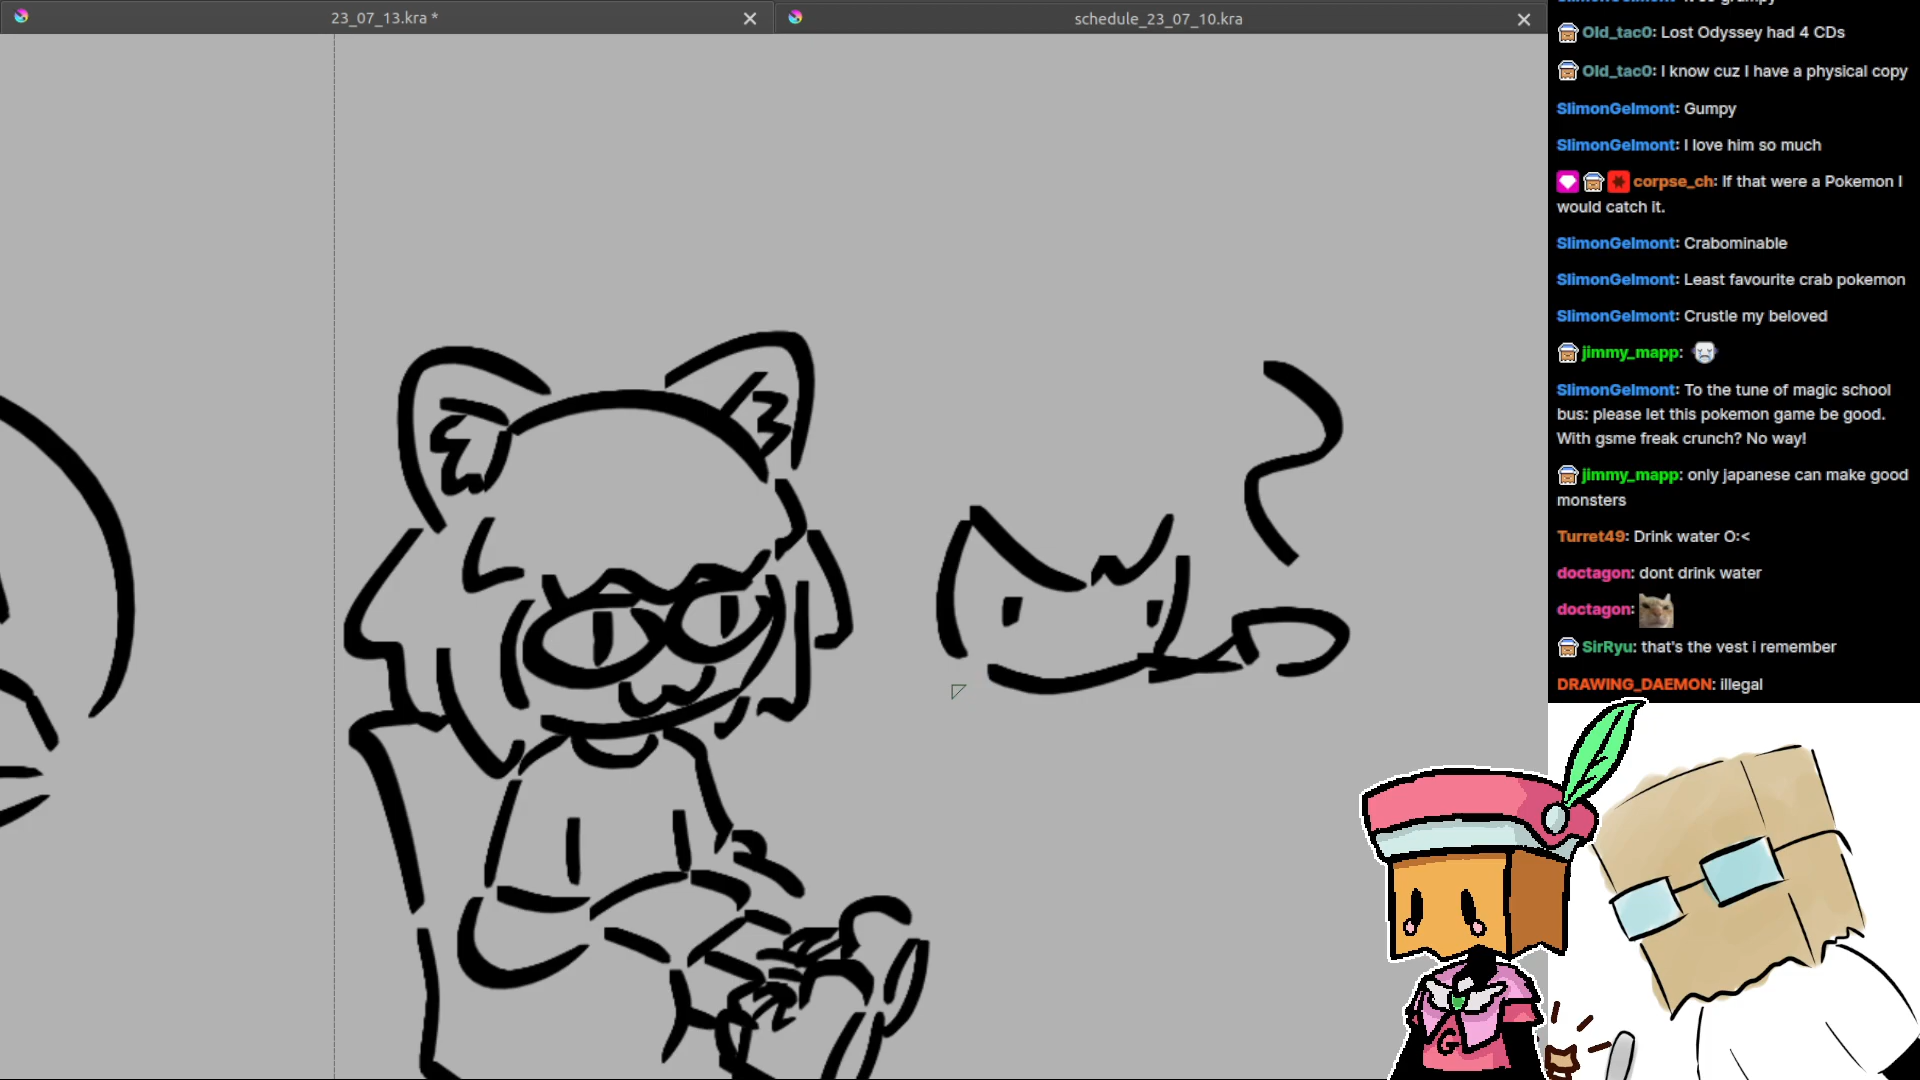 23_07_13.kra *
schedule_23_07_10.kra
Old_tac0: Lost Odyssey had 4 CDs
Old_tac0: I know cuz I have a physical copy
SlimonGelmont: Gumpy
SlimonGelmont: I love him so much
corpse_ch: If that were a Pokemon I
would catch it.
SlimonGelmont: Crabominable
SlimonGelmont: Least favourite crab pokemon
SlimonGelmont: Crustle my beloved
jimmy_mapp:
SlimonGelmont: To the tune of magic school
bus: please let this pokemon game be good.
With gsme freak crunch? No way!
jimmy_mapp: only japanese can make good
monsters
Turret49: Drink water O:<
doctagon: dont drink water
doctagon:
SirRyu: that's the vest i remember
DRAWING_DAEMON: illegal
G